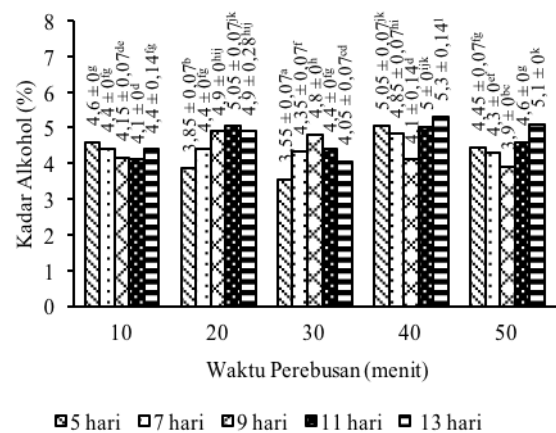 Kadar Alkohol (%)
8
7
6
5
4
3
2
1
0
4,6 ± 0^g
4,4 ± 0^fg
4,15 ± 0,07^de
4,1 ± 0^d
4,4 ± 0,14^fg
3,85 ± 0,07^b
4,4 ± 0^fg
4,9 ± 0^hij
5,05 ± 0,07^jk
4,9 ± 0,28^hij
3,55 ± 0,07^a
4,35 ± 0,07^f
4,8 ± 0^h
4,4 ± 0^fg
4,05 ± 0,07^cd
5,05 ± 0,07^jk
4,85 ± 0,07^hi
4,1 ± 0,14^d
5 ± 0^ijk
5,3 ± 0,14^l
4,45 ± 0,07^fg
4,3 ± 0^ef
3,9 ± 0^bc
4,6 ± 0^g
5,1 ± 0^k
10 20 30 40 50
Waktu Perebusan (menit)
5 hari 7 hari 9 hari 11 hari 13 hari